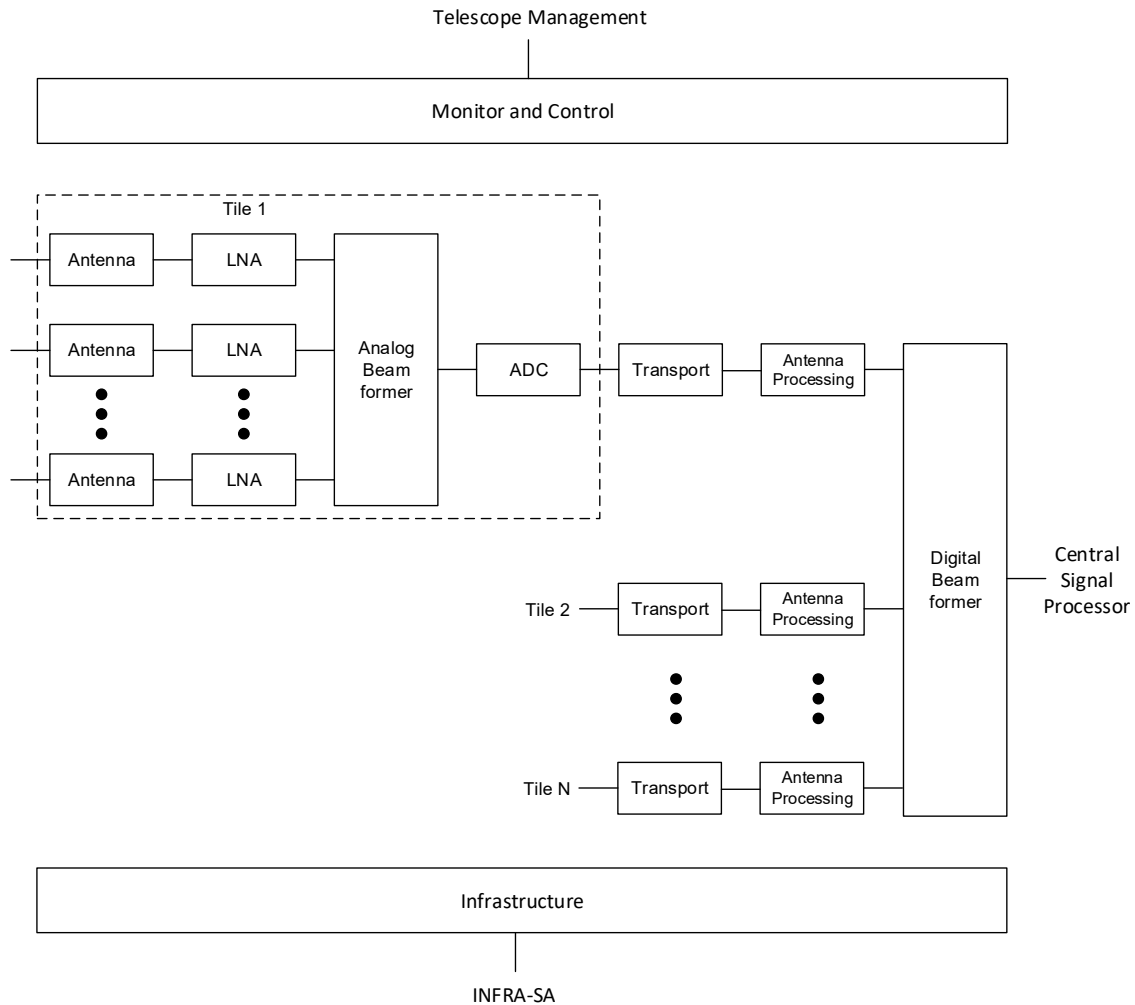 Telescope Management
Monitor and Control
Tile 1
Antenna
LNA
Antenna
LNA
Antenna
LNA
Analog
Beam
former
ADC
Transport
Antenna
Processing
Tile 2
Transport
Antenna
Processing
Tile N
Transport
Antenna
Processing
Digital
Beam
former
Central
Signal
Processor
Infrastructure
INFRA-SA